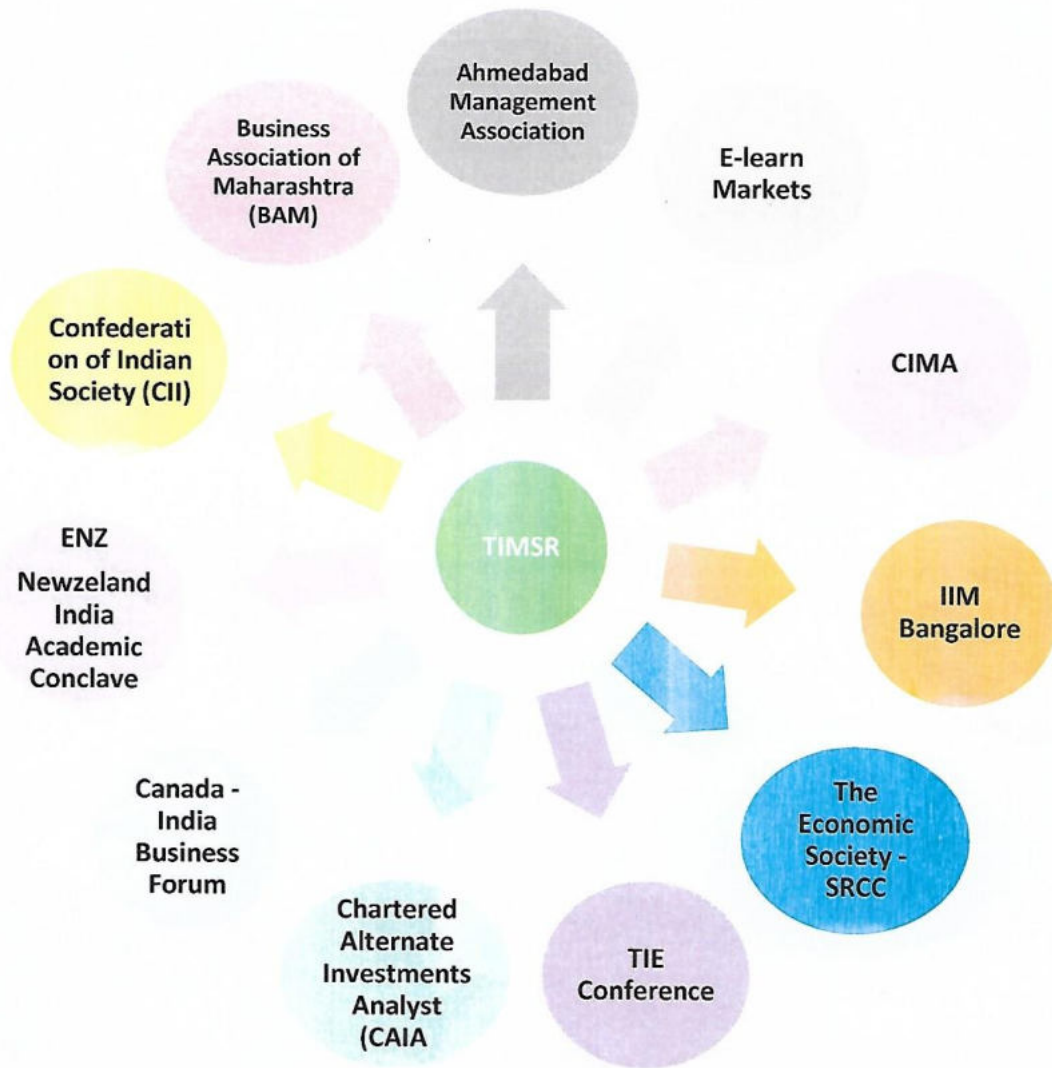 Ahmedabad
Management
Association
E-learn
Markets
CIMA
IIM
Bangalore
The
Economic
Society -
SRCC
TIE
Conference
Chartered
Alternate
Investments
Analyst
(CAIA
Canada -
India
Business
Forum
ENZ
Newzeland
India
Academic
Conclave
Confederati
on of Indian
Society (CII)
Business
Association of
Maharashtra
(BAM)
TIMSR